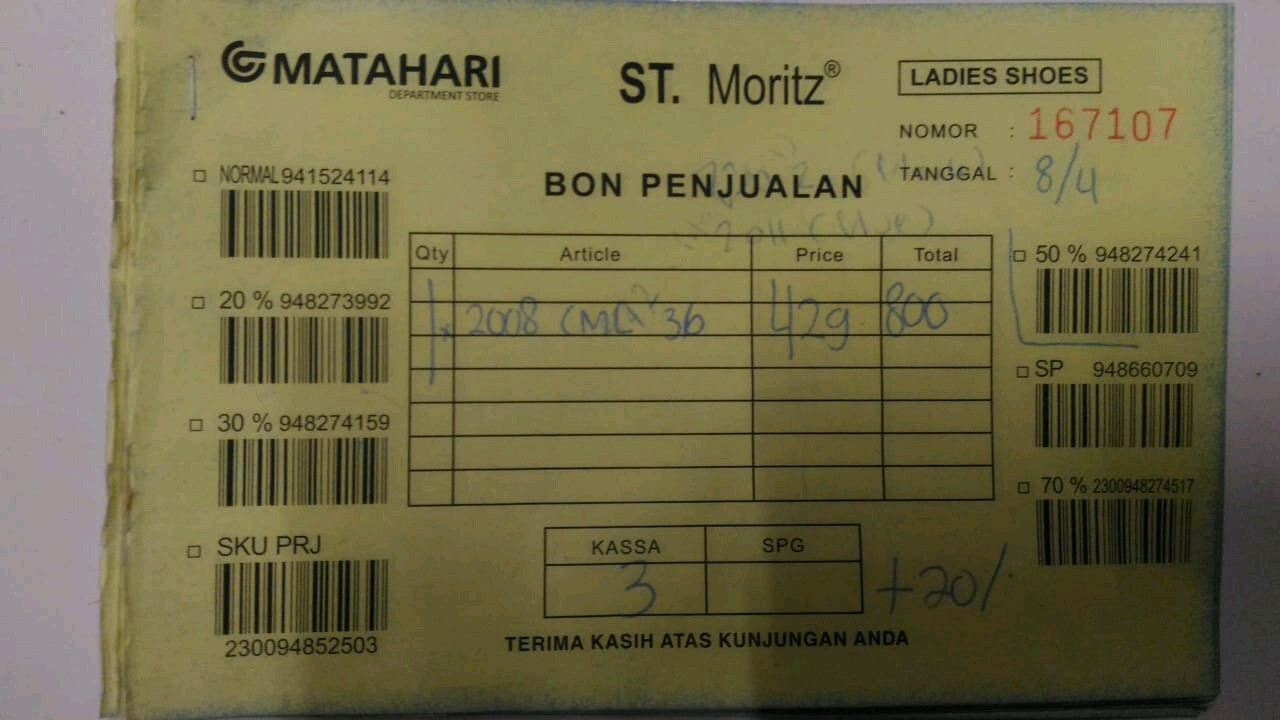 MATAHARI
DEPARTMENT STORE
ST. Moritz®
LADIES SHOES
NOMOR : 167107
TANGGAL : 8/4
BON PENJUALAN
NORMAL 941524114
20 % 948273992
30 % 948274159
SKU PRJ
230094852503
Qty Article Price Total
2008 36 429 800
50 % 948274241
SP 948660709
70 % 2300948274517
KASSA SPG
3
+20%
TERIMA KASIH ATAS KUNJUNGAN ANDA